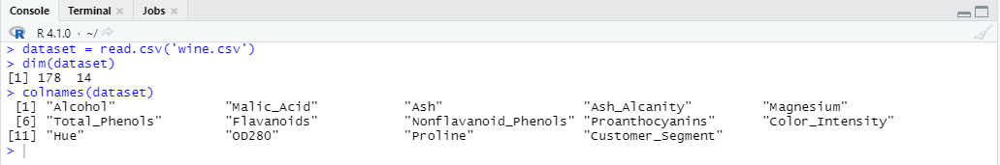 Console Terminal × Jobs ×
R 4.1.0 · ~/
> dataset = read.csv('wine.csv')
> dim(dataset)
[1] 178  14
> colnames(dataset)
 [1] "Alcohol"              "Malic_Acid"           "Ash"                  "Ash_Alcanity"         "Magnesium"
 [6] "Total_Phenols"        "Flavanoids"           "Nonflavanoid_Phenols" "Proanthocyanins"      "Color_Intensity"
[11] "Hue"                  "OD280"                "Proline"              "Customer_Segment"
>